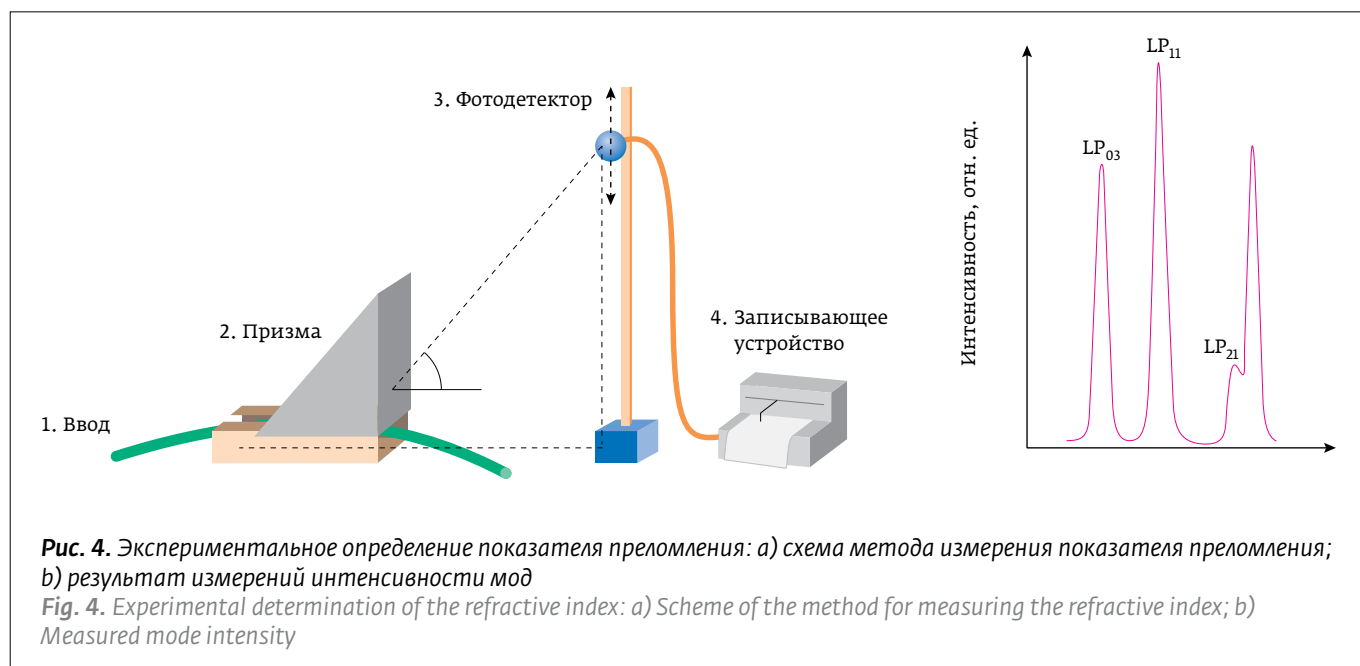 3. Фотодетектор
2. Призма
1. Ввод
4. Записывающее
устройство
Интенсивность, отн. ед.
LP₀₃
LP₁₁
LP₂₁
Рис. 4. Экспериментальное определение показателя преломления: a) схема метода измерения показателя преломления;
b) результат измерений интенсивности мод
Fig. 4. Experimental determination of the refractive index: a) Scheme of the method for measuring the refractive index; b)
Measured mode intensity